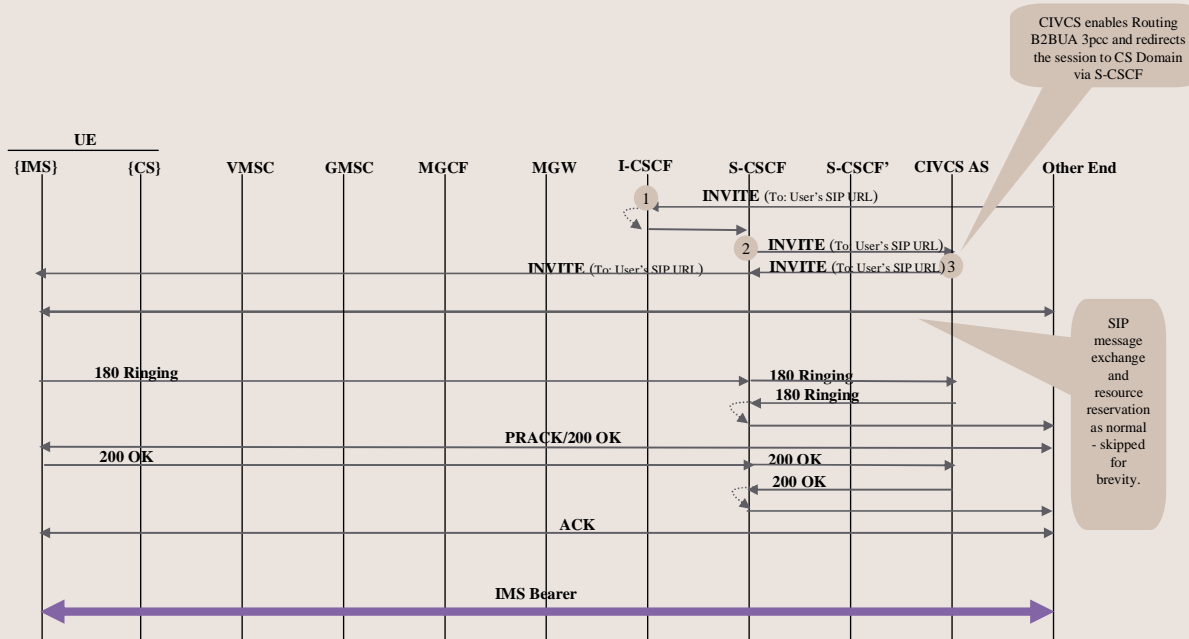 CIVCS enables Routing
B2BUA 3pcc and redirects
the session to CS Domain
via S-CSCF
UE
{IMS} {CS} VMSC GMSC MGCF MGW I-CSCF S-CSCF S-CSCF’ CIVCS AS Other End
1 INVITE (To: User's SIP URL)
2 INVITE (To: User's SIP URL)
INVITE (To: User's SIP URL) INVITE (To: User's SIP URL) 3
SIP
message
exchange
and
resource
reservation
as normal
- skipped
for
brevity.
180 Ringing 180 Ringing
180 Ringing
PRACK/200 OK
200 OK 200 OK
200 OK
ACK
IMS Bearer